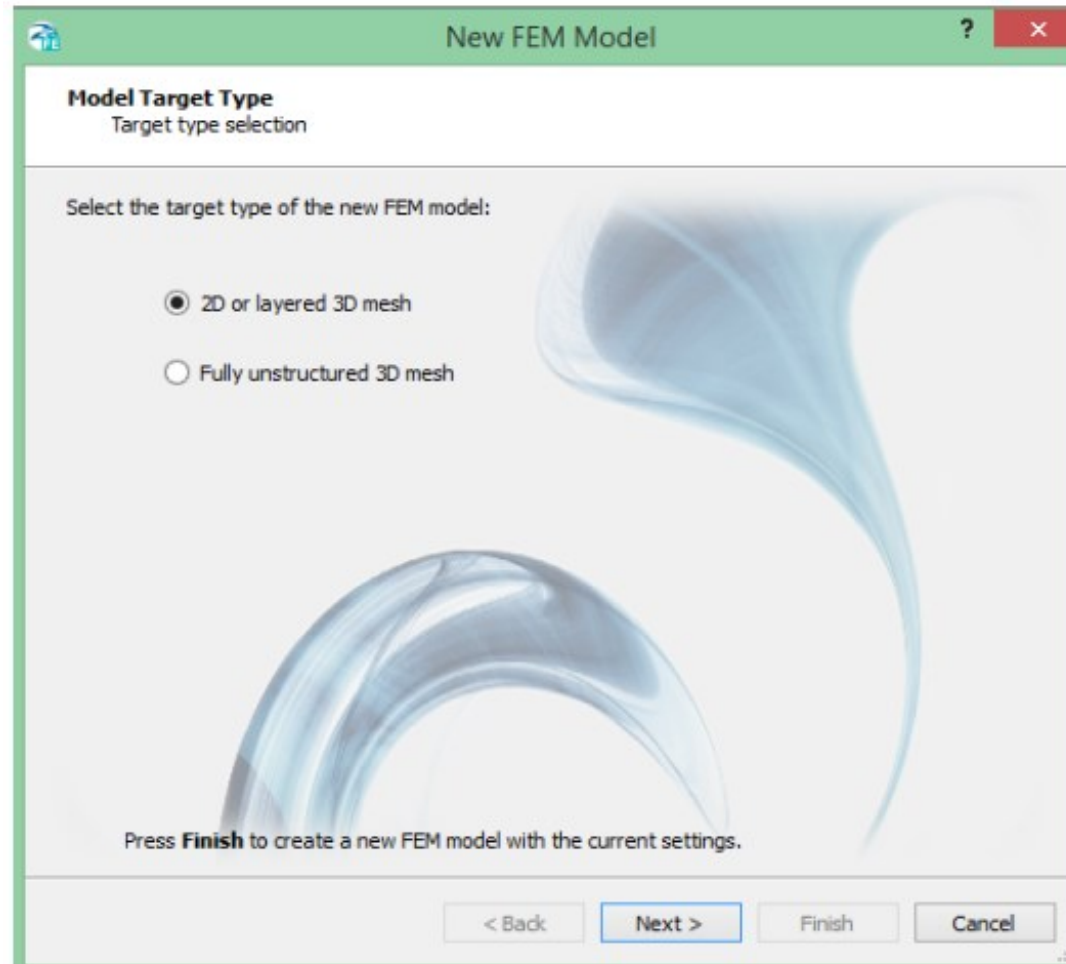 New FEM Model
?
Model Target Type
Target type selection
Select the target type of the new FEM model:
2D or layered 3D mesh
Fully unstructured 3D mesh
Press Finish to create a new FEM model with the current settings.
< Back Next > Finish Cancel